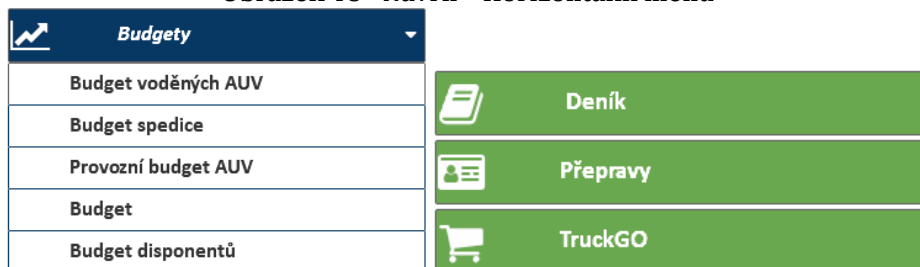 Budgety
Budget voděných AUV
Budget spedice
Provozní budget AUV
Budget
Budget disponentů
Deník
Přepravy
TruckGO